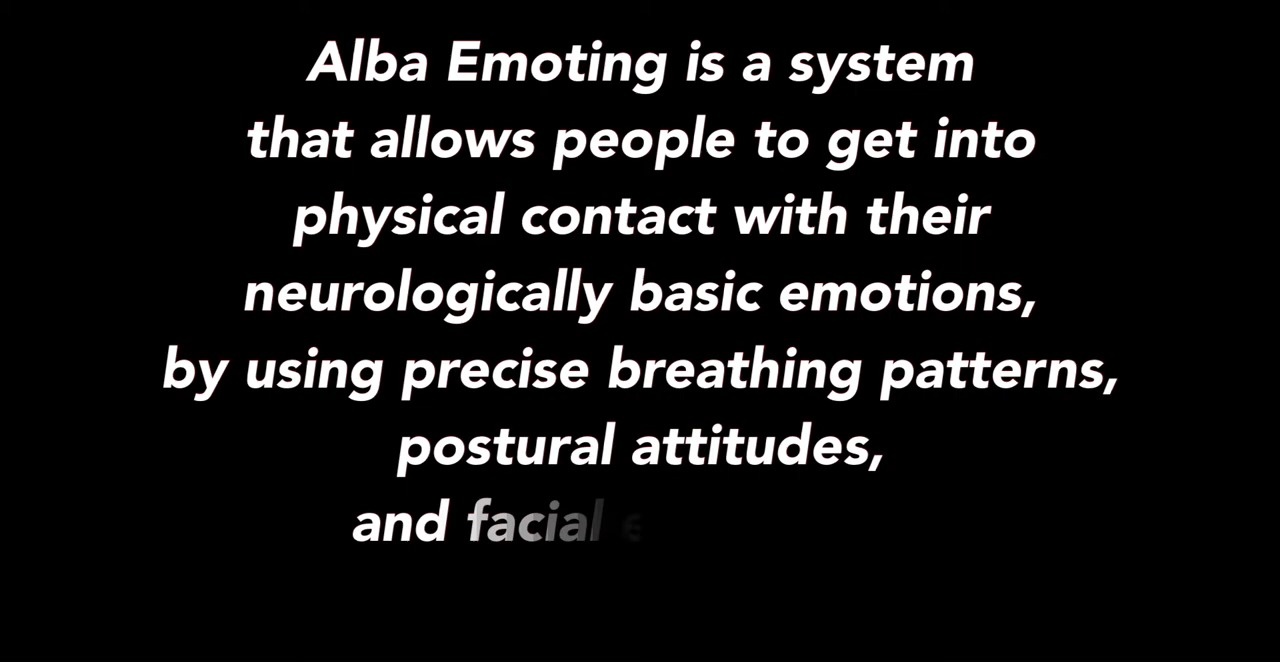 Alba Emoting is a system
that allows people to get into
physical contact with their
neurologically basic emotions,
by using precise breathing patterns,
postural attitudes,
and facial